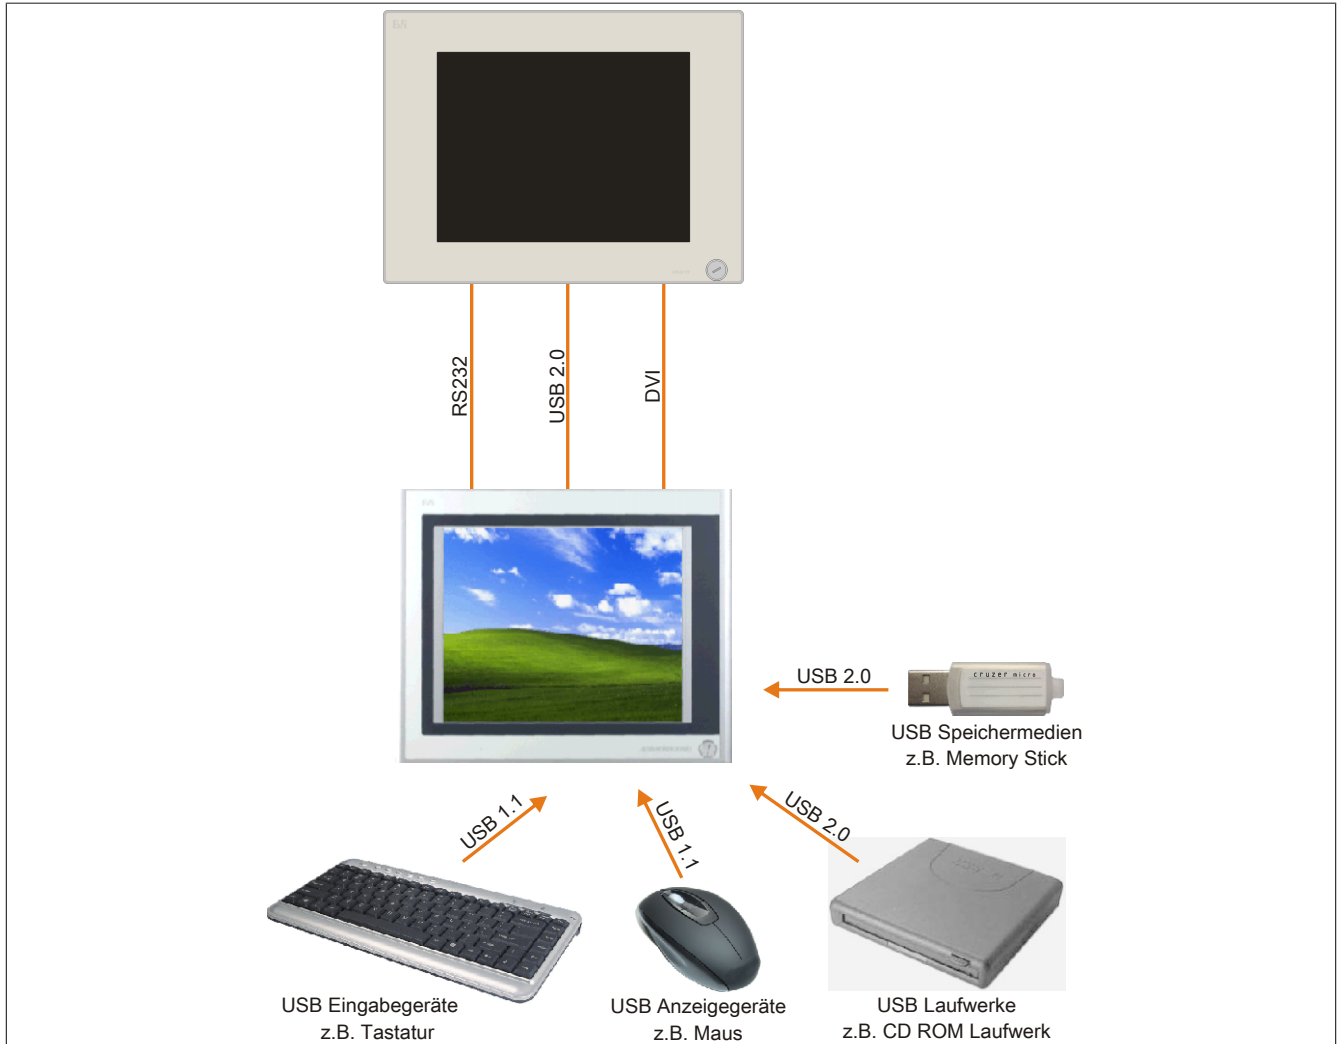 RS232
USB 2.0
DVI
USB 2.0
cruzer micro
USB Speichermedien
z.B. Memory Stick
USB 1.1
USB 1.1
USB 2.0
USB Eingabegeräte
z.B. Tastatur
USB Anzeigegeräte
z.B. Maus
USB Laufwerke
z.B. CD ROM Laufwerk